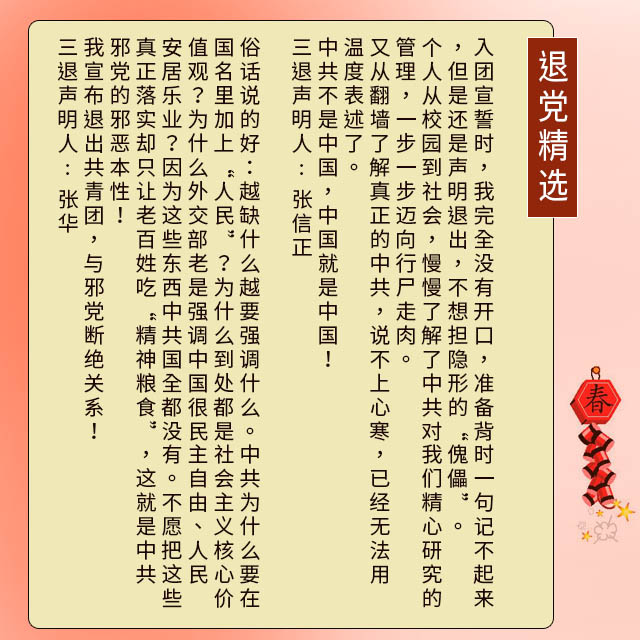 退党精选
入团宣誓时，我完全没有开口，准备背时一句记不起来
，但是还是声明退出，不想担隐形的“傀儡”。
个人从校园到社会，慢慢了解了中共对我们精心研究的
管理，一步一步迈向行尸走肉。
又从翻墙了解真正的中共，说不上心寒，已经无法用
温度表述了。
中共不是中国，中国就是中国！
三退声明人：张信正
俗话说的好：越缺什么越要强调什么。中共为什么要在
国名里加上“人民”？为什么到处都是社会主义核心价
值观？为什么外交部老是强调中国很民主自由、人民
安居乐业？因为这些东西中共国全都没有。不愿把这些
真正落实却只让老百姓吃“精神粮食”，这就是中共
邪党的邪恶本性！
我宣布退出共青团，与邪党断绝关系！
三退声明人：张华
春